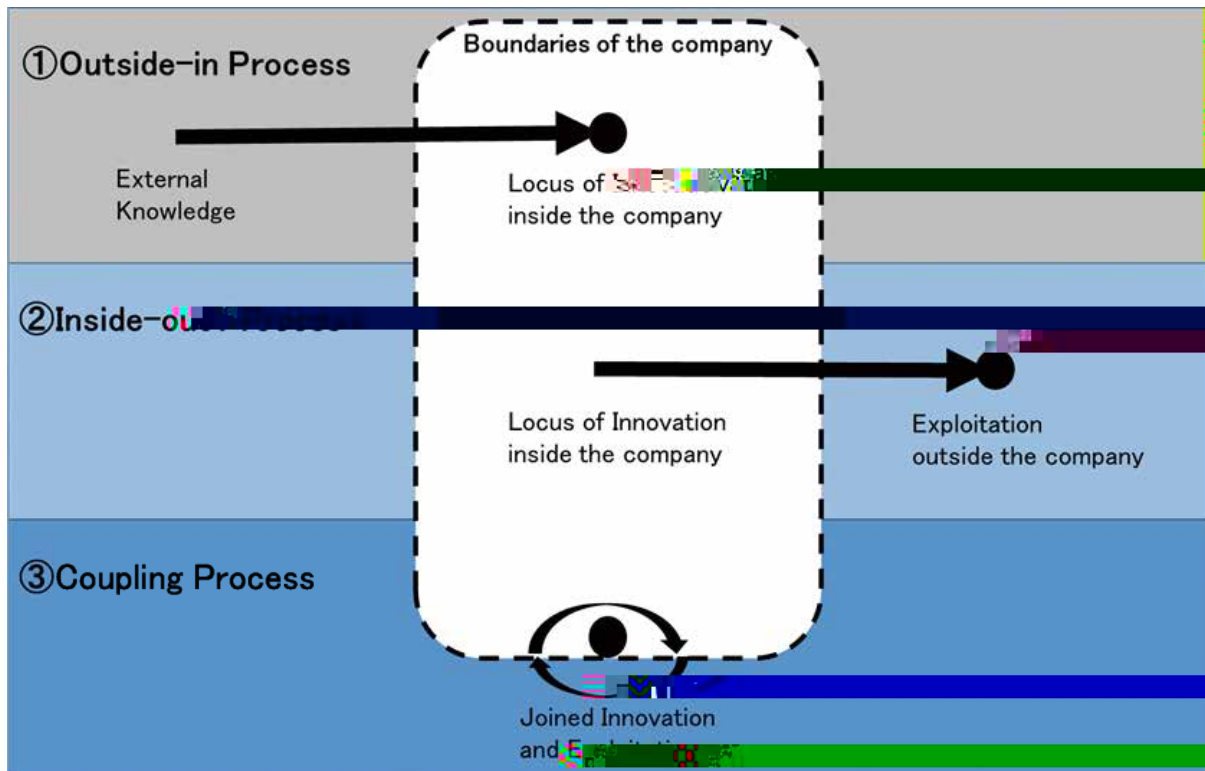 Boundaries of the company
①Outside-in Process
External
Knowledge
Locus of
inside the company
②Inside-out
Locus of Innovation
inside the company
Exploitation
outside the company
③Coupling Process
Joined Innovation
and